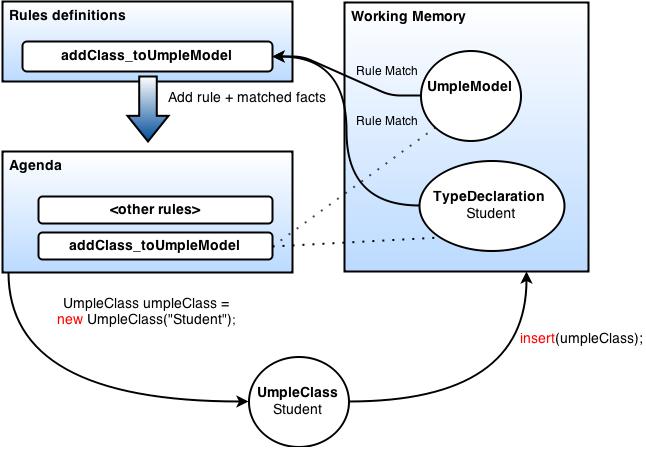 Rules definitions
addClass_toUmpleModel
Add rule + matched facts
Working Memory
Rule Match
UmpleModel
Rule Match
TypeDeclaration
Student
Agenda
<other rules>
addClass_toUmpleModel
UmpleClass umpleClass =
new UmpleClass("Student");
UmpleClass
Student
insert(umpleClass);